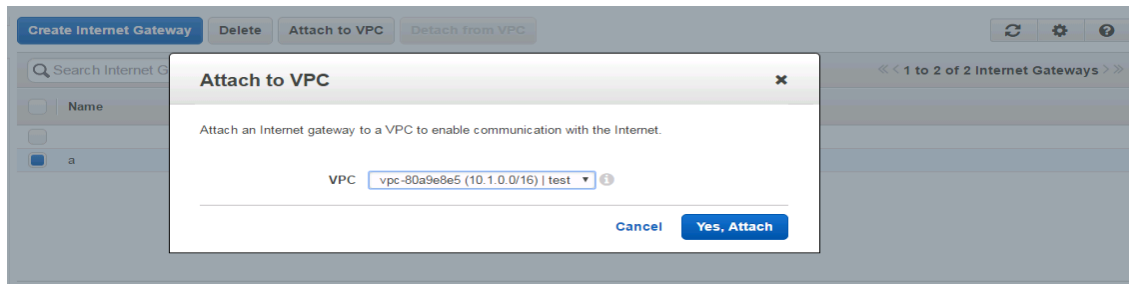 Create Internet Gateway Delete Attach to VPC Detach from VPC
Search Internet G
« < 1 to 2 of 2 Internet Gateways > »
Attach to VPC
Name
Attach an Internet gateway to a VPC to enable communication with the Internet.
a
VPC vpc-80a9e8e5 (10.1.0.0/16) | test
Cancel Yes, Attach